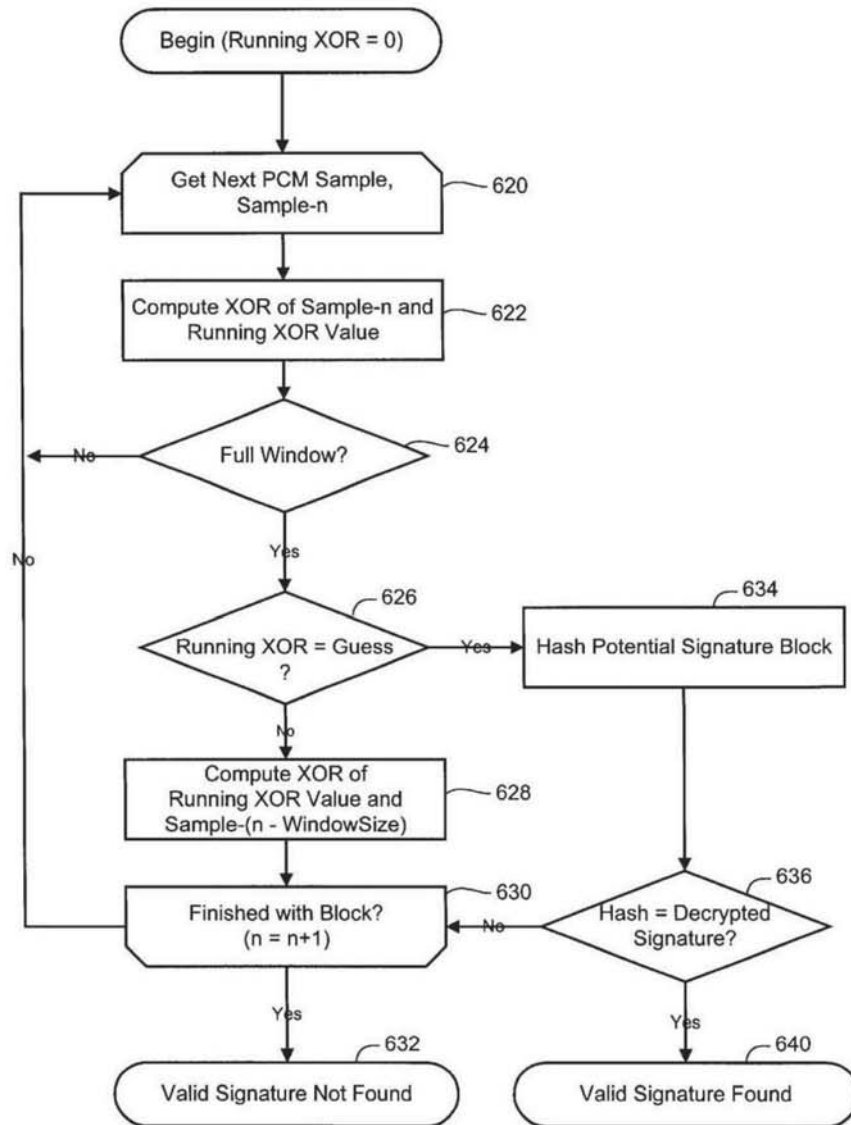 Begin (Running XOR = 0)
Get Next PCM Sample,
Sample-n
620
Compute XOR of Sample-n and
Running XOR Value
622
Full Window?
624
No
Yes
No
626
Running XOR = Guess
?
Yes
634
Hash Potential Signature Block
No
Compute XOR of
Running XOR Value and
Sample-(n - WindowSize)
628
630
Finished with Block?
(n = n+1)
636
Hash = Decrypted
Signature?
No
Yes
Yes
632
Valid Signature Not Found
640
Valid Signature Found